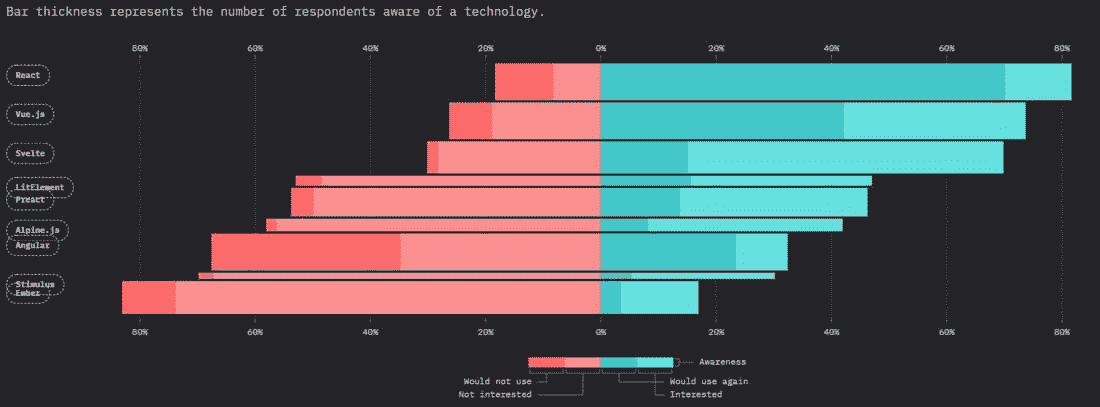 Bar thickness represents the number of respondents aware of a technology.
80% 60% 40% 20% 0% 20% 40% 60% 80%
React
Vue.js
Svelte
LitElement
Preact
Alpine.js
Angular
Stimulus
Ember
80% 60% 40% 20% 0% 20% 40% 60% 80%
Awareness
Would not use Would use again
Not interested Interested